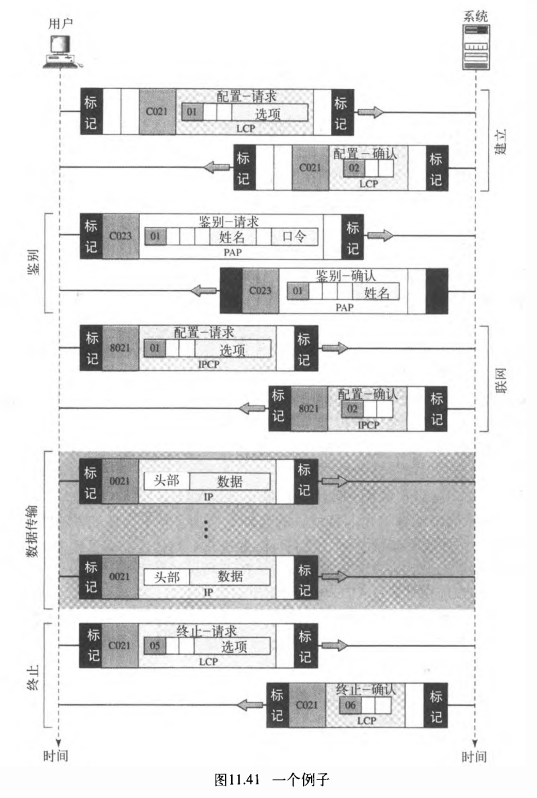 用户
系统
标记 C021 配置-请求 01 选项 LCP 标记
标记 C021 配置-确认 02 LCP 标记
建立
标记 C023 鉴别-请求 01 姓名 口令 PAP 标记
C023 鉴别-确认 01 姓名 PAP
鉴别
标记 8021 配置-请求 01 选项 IPCP 标记
标记 8021 配置-确认 02 IPCP 标记
联网
标记 0021 头部 数据 IP 标记
标记 0021 头部 数据 IP 标记
数据传输
标记 C021 终止-请求 05 选项 LCP 标记
标记 C021 终止-确认 06 LCP 标记
终止
时间
时间
图11.41 一个例子